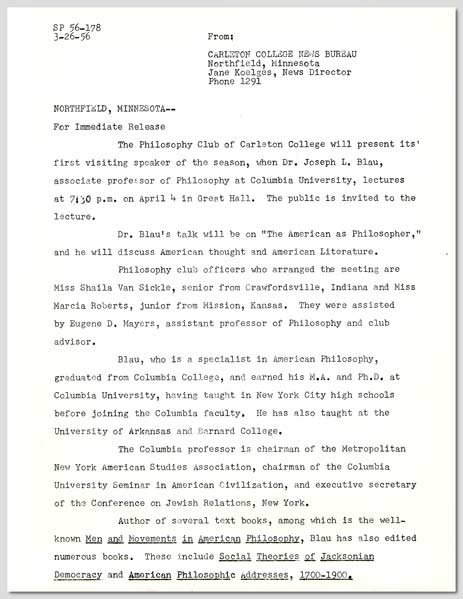 SP 56-178
3-26-56
From:
CARLETON COLLEGE NEWS BUREAU
Northfield, Minnesota
Jane Koelges, News Director
Phone 1291
NORTHFIELD, MINNESOTA--
For Immediate Release
The Philosophy Club of Carleton College will present its'
first visiting speaker of the season, when Dr. Joseph L. Blau,
associate professor of Philosophy at Columbia University, lectures
at 7:30 p.m. on April 4 in Great Hall. The public is invited to the
lecture.
Dr. Blau's talk will be on "The American as Philosopher,"
and he will discuss American thought and American Literature.
Philosophy club officers who arranged the meeting are
Miss Shaila Van Sickle, senior from Crawfordsville, Indiana and Miss
Marcia Roberts, junior from Mission, Kansas. They were assisted
by Eugene D. Mayers, assistant professor of Philosophy and club
advisor.
Blau, who is a specialist in American Philosophy,
graduated from Columbia College, and earned his M.A. and Ph.D. at
Columbia University, having taught in New York City high schools
before joining the Columbia faculty. He has also taught at the
University of Arkansas and Barnard College.
The Columbia professor is chairman of the Metropolitan
New York American Studies Association, chairman of the Columbia
University Seminar in American Civilization, and executive secretary
of the Conference on Jewish Relations, New York.
Author of several text books, among which is the well-
known Men and Movements in American Philosophy, Blau has also edited
numerous books. These include Social Theories of Jacksonian
Democracy and American Philosophic Addresses, 1700-1900.